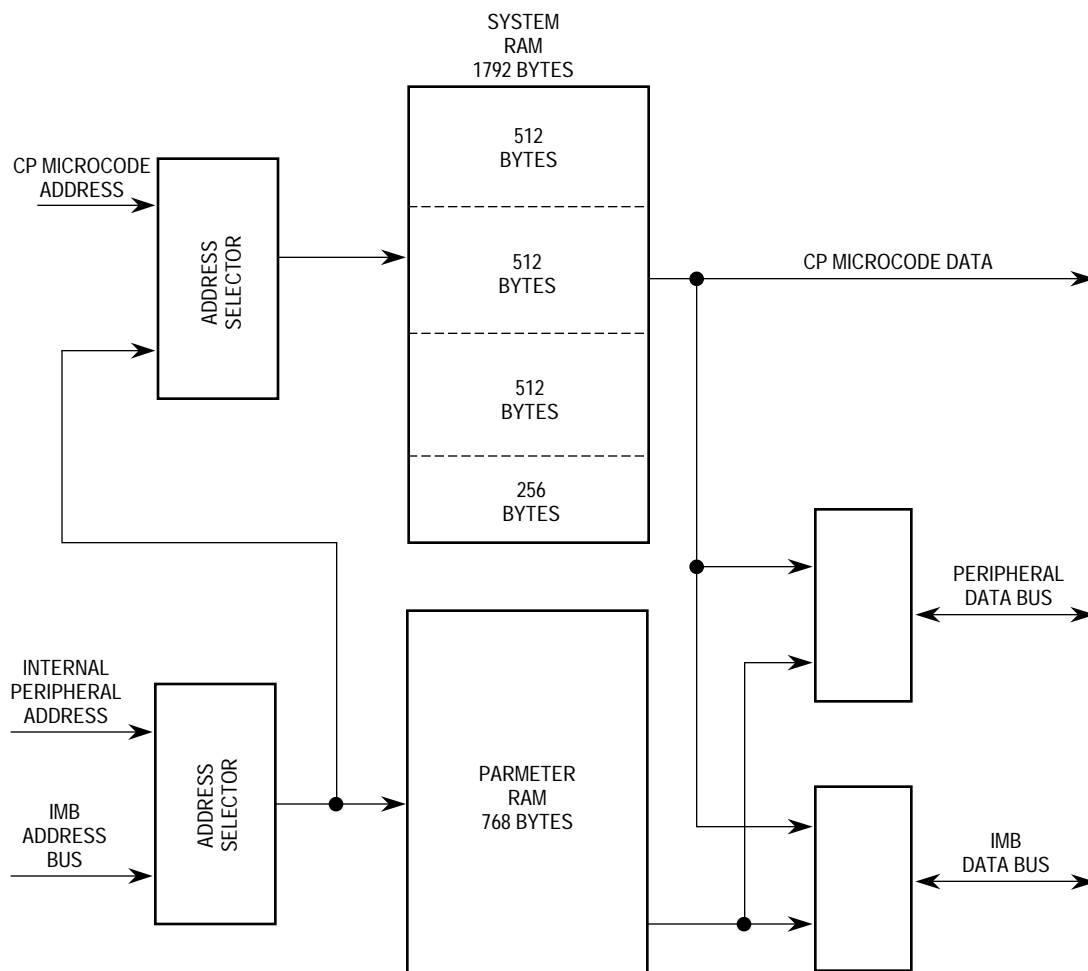 SYSTEM
RAM
1792 BYTES
512
BYTES
CP MICROCODE
ADDRESS
ADDRESS
SELECTOR
512
BYTES
CP MICROCODE DATA
512
BYTES
256
BYTES
PERIPHERAL
DATA BUS
INTERNAL
PERIPHERAL
ADDRESS
ADDRESS
SELECTOR
PARMETER
RAM
768 BYTES
IMB
ADDRESS
BUS
IMB
DATA BUS